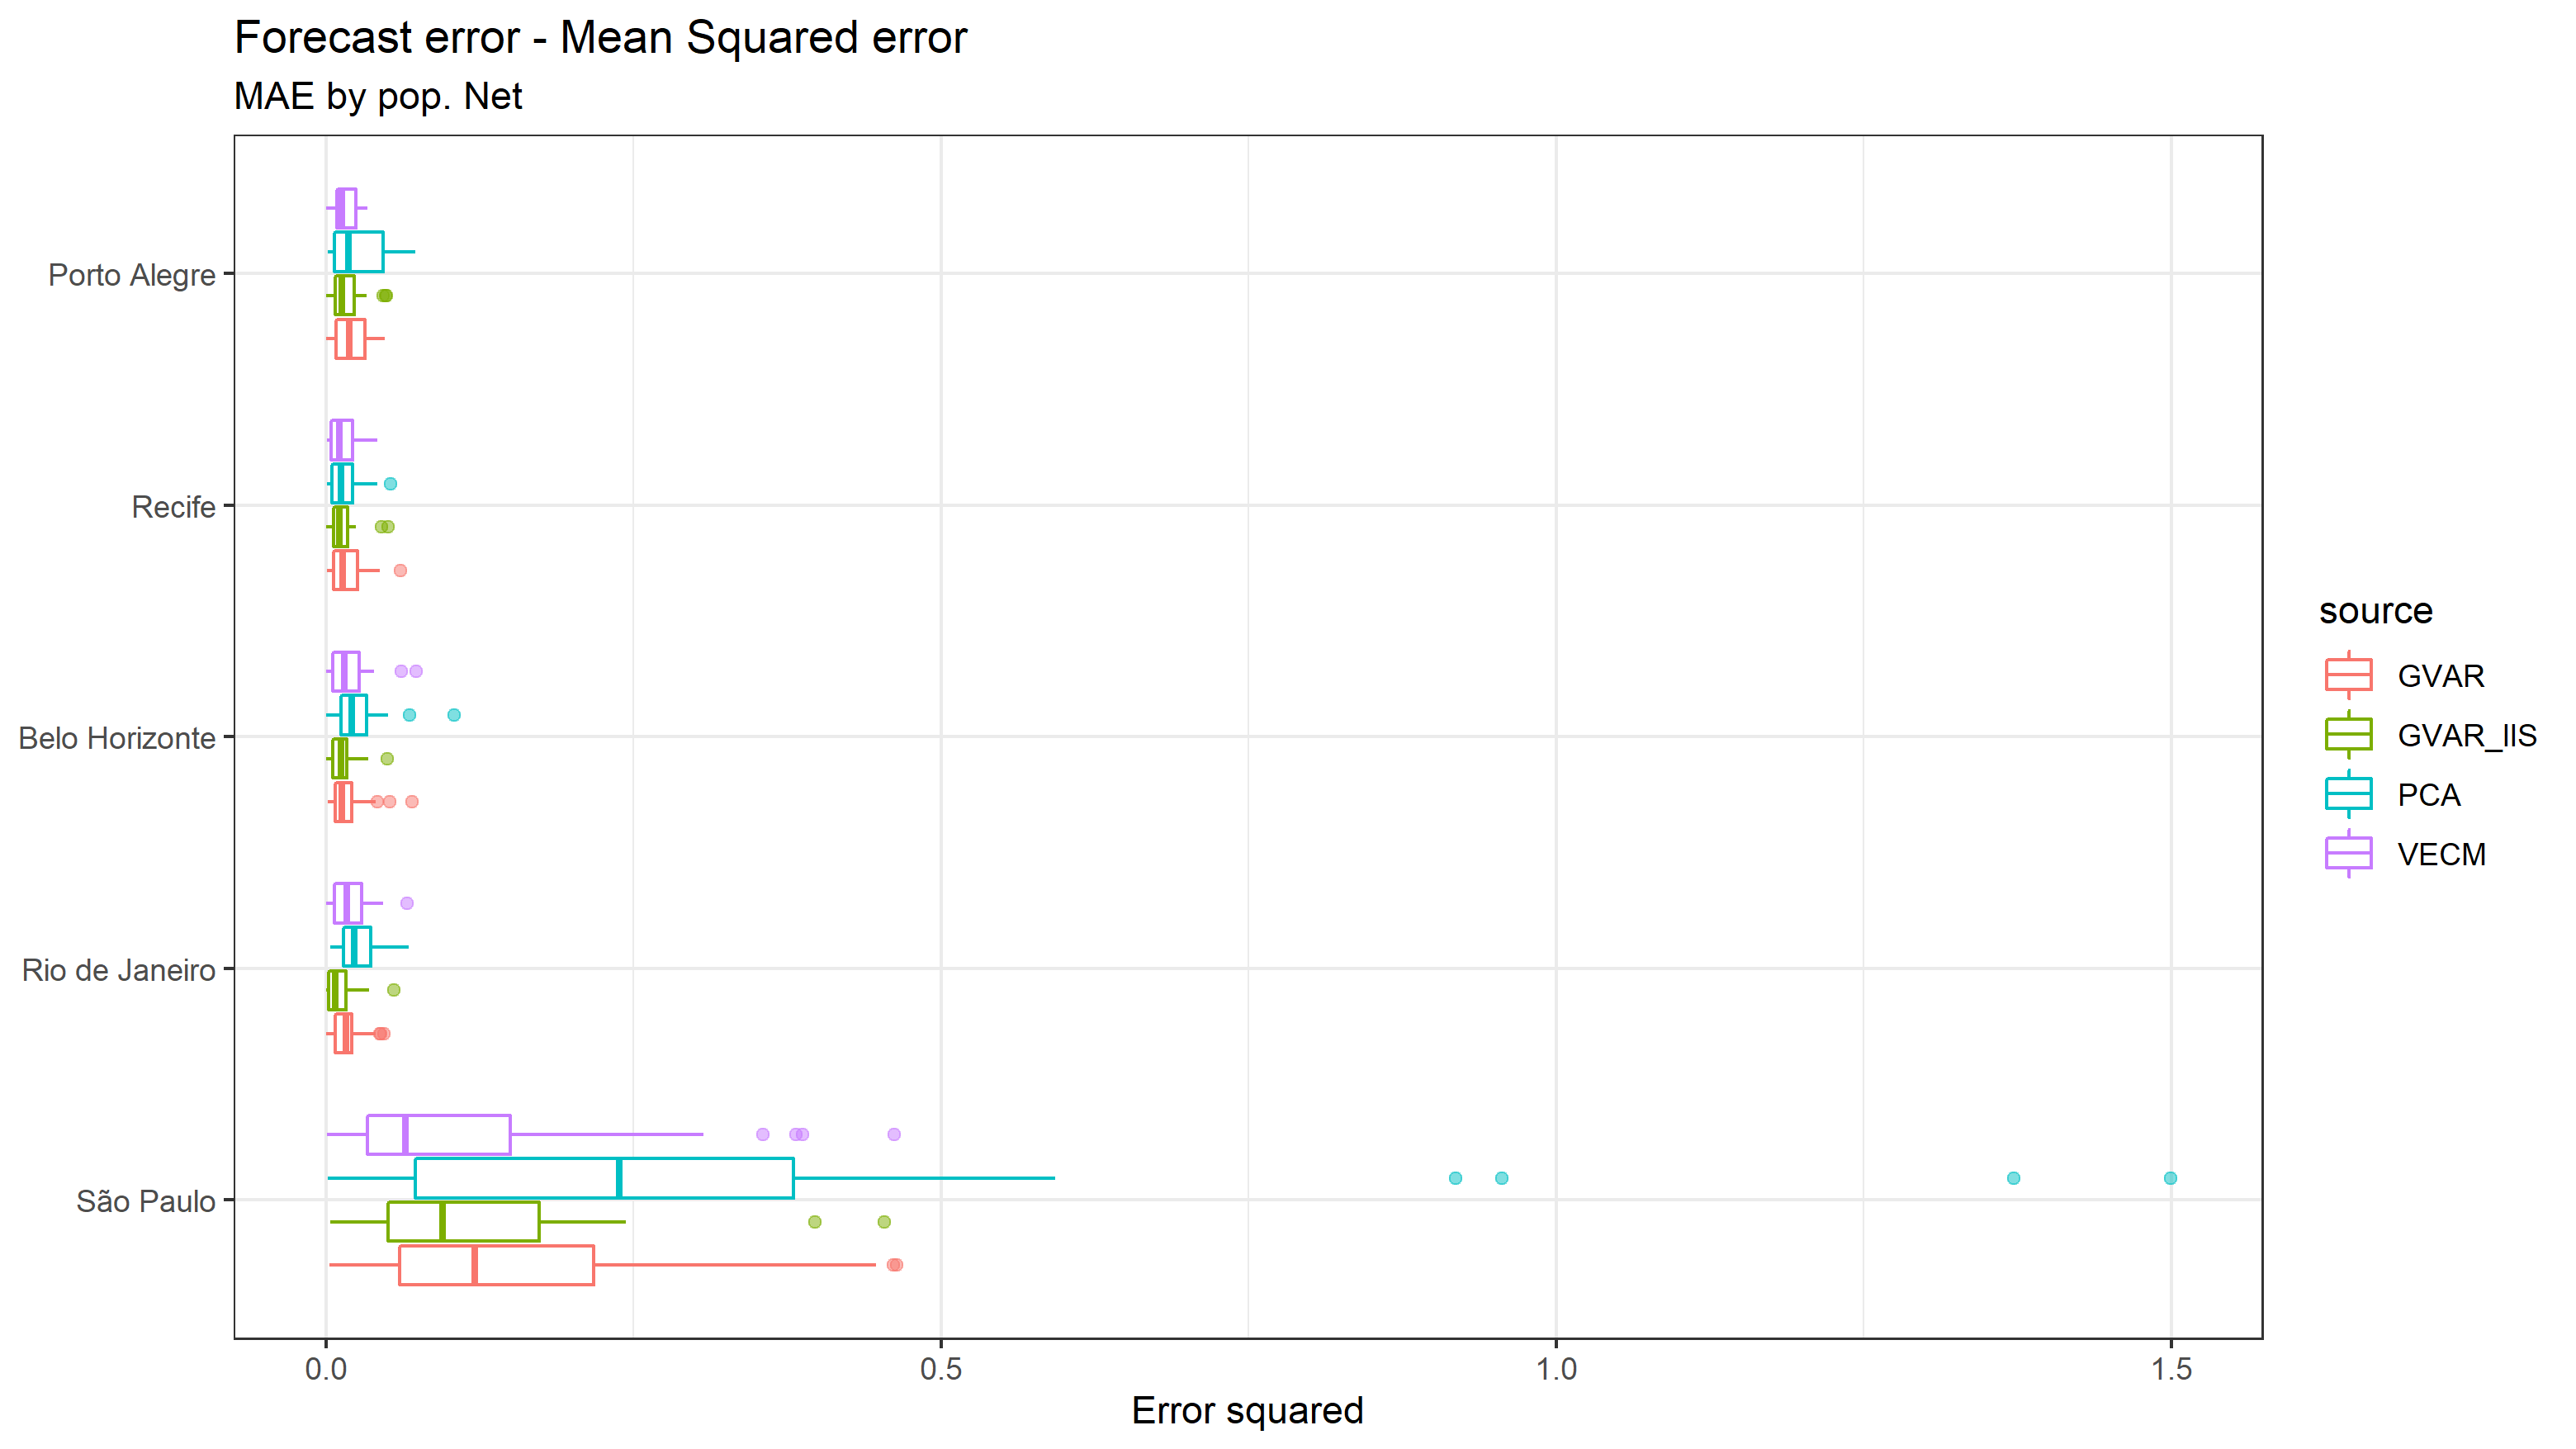 Forecast error - Mean Squared error
MAE by pop. Net
Porto Alegre
Recife
Belo Horizonte
Rio de Janeiro
São Paulo
0.0
0.5
1.0
1.5
Error squared
source
GVAR
GVAR_IIS
PCA
VECM